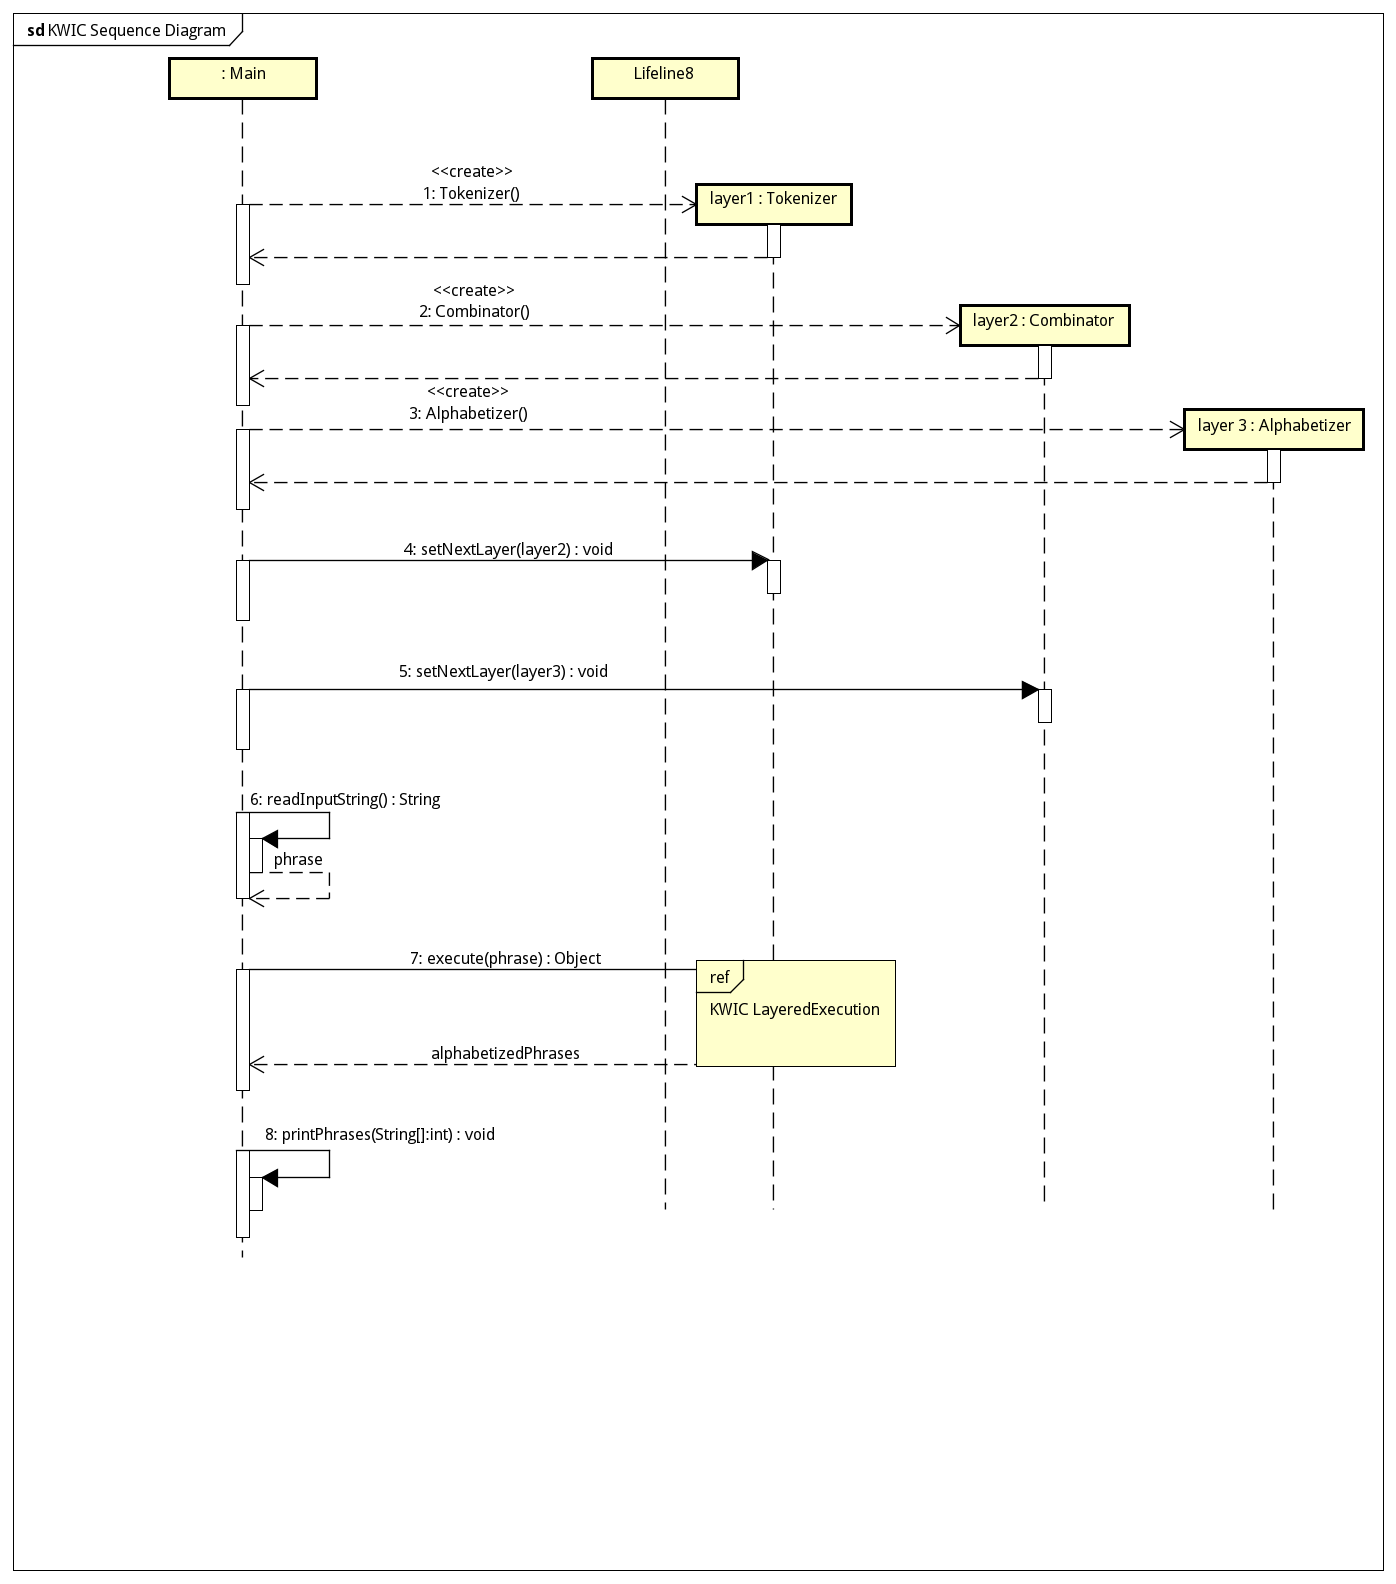 sd KWIC Sequence Diagram
: Main
Lifeline8
<<create>>
1: Tokenizer()
layer1 : Tokenizer
<<create>>
2: Combinator()
layer2 : Combinator
<<create>>
3: Alphabetizer()
layer 3 : Alphabetizer
4: setNextLayer(layer2) : void
5: setNextLayer(layer3) : void
6: readInputString() : String
phrase
7: execute(phrase) : Object
ref
KWIC LayeredExecution
alphabetizedPhrases
8: printPhrases(String[]:int) : void